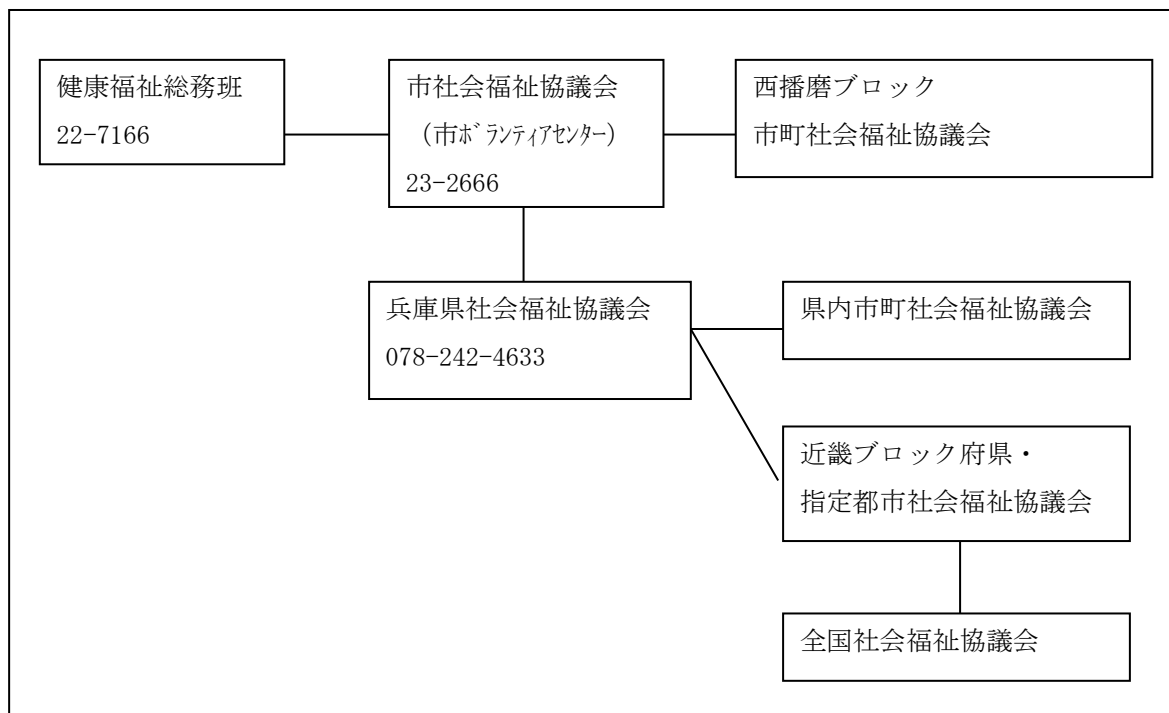 健康福祉総務班
22-7166
市社会福祉協議会
（市ﾎﾞﾗﾝﾃｨｱｾﾝﾀｰ）
23-2666
西播磨ブロック
市町社会福祉協議会
兵庫県社会福祉協議会
078-242-4633
県内市町社会福祉協議会
近畿ブロック府県・
指定都市社会福祉協議会
全国社会福祉協議会